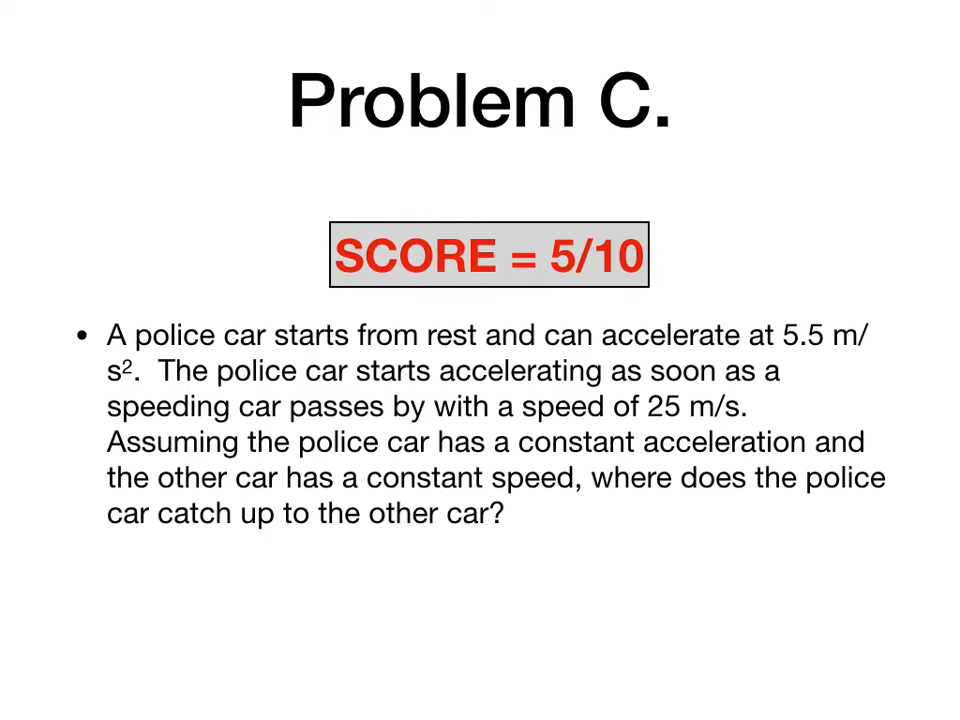 Problem C.
SCORE = 5/10
• A police car starts from rest and can accelerate at 5.5 m/
s². The police car starts accelerating as soon as a
speeding car passes by with a speed of 25 m/s.
Assuming the police car has a constant acceleration and
the other car has a constant speed, where does the police
car catch up to the other car?